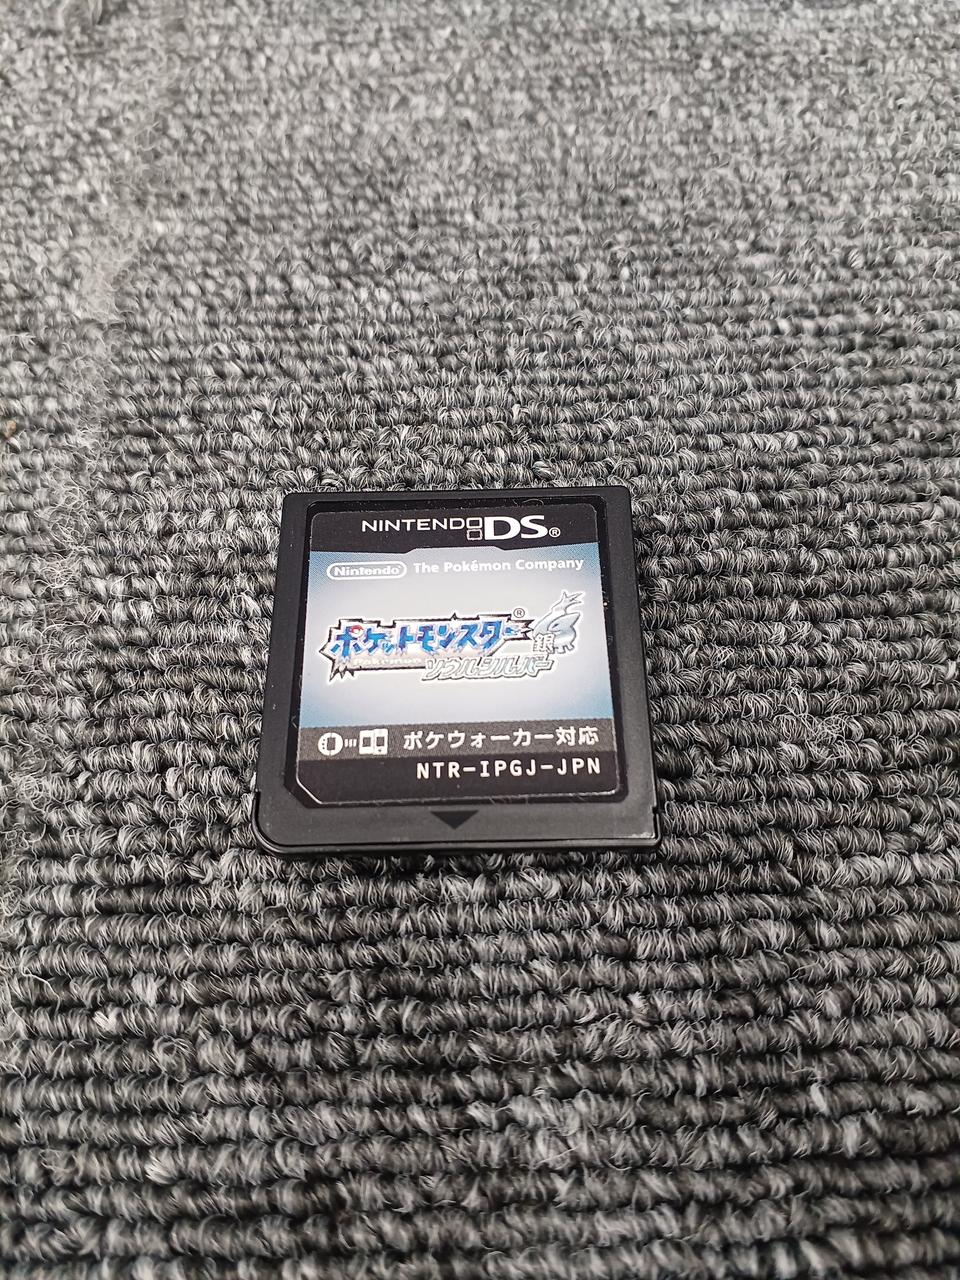 NINTENDO DS®
Nintendo® The Pokémon Company
ポケットモンスター®
Pokémon
銀
ソウルシルバー
ポケウォーカー対応
NTR-IPGJ-JPN